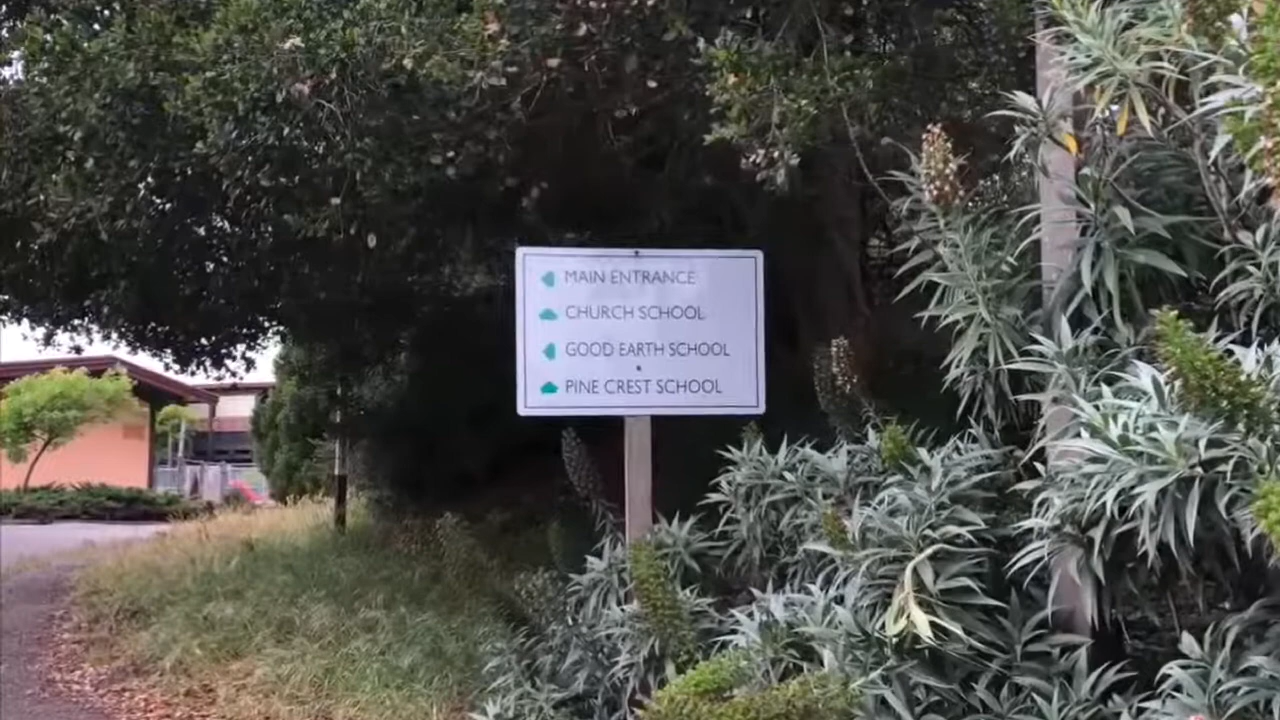 MAIN ENTRANCE
CHURCH SCHOOL
GOOD EARTH SCHOOL
PINE CREST SCHOOL